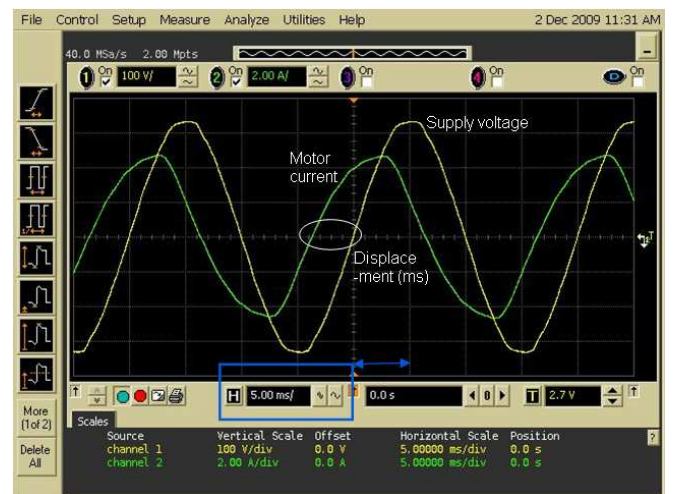 File Control Setup Measure Analyze Utilities Help 2 Dec 2009 11:31 AM
40.0 MSa/s 2.00 Mpts
1 On 100 V/ 2 On 2.00 A/ 3 On 4 On D On
Supply voltage
Motor
current
Displace
-ment (ms)
T
H 5.00 ms/ 0.0 s 0 T 2.7 V
More
(1of 2)
Delete
All
Scales
Source Vertical Scale Offset Horizontal Scale Position
channel 1 100 V/div 0.0 V 5.00000 ms/div 0.0 s
channel 2 2.00 A/div 0.0 A 5.00000 ms/div 0.0 s
?